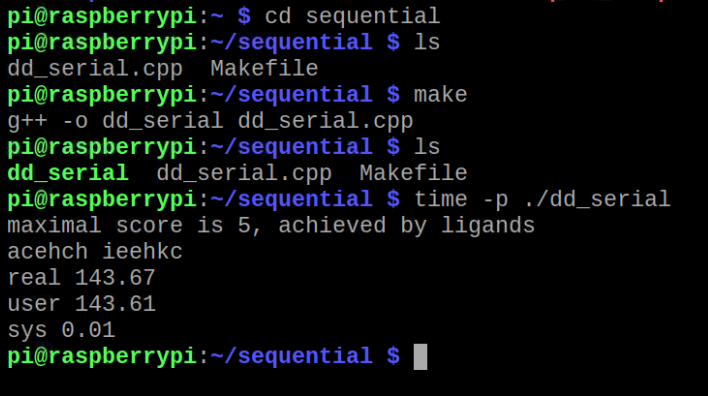 pi@raspberrypi:~ $ cd sequential
pi@raspberrypi:~/sequential $ ls
dd_serial.cpp  Makefile
pi@raspberrypi:~/sequential $ make
g++ -o dd_serial dd_serial.cpp
pi@raspberrypi:~/sequential $ ls
dd_serial  dd_serial.cpp  Makefile
pi@raspberrypi:~/sequential $ time -p ./dd_serial
maximal score is 5, achieved by ligands
acehch ieehkc
real 143.67
user 143.61
sys 0.01
pi@raspberrypi:~/sequential $